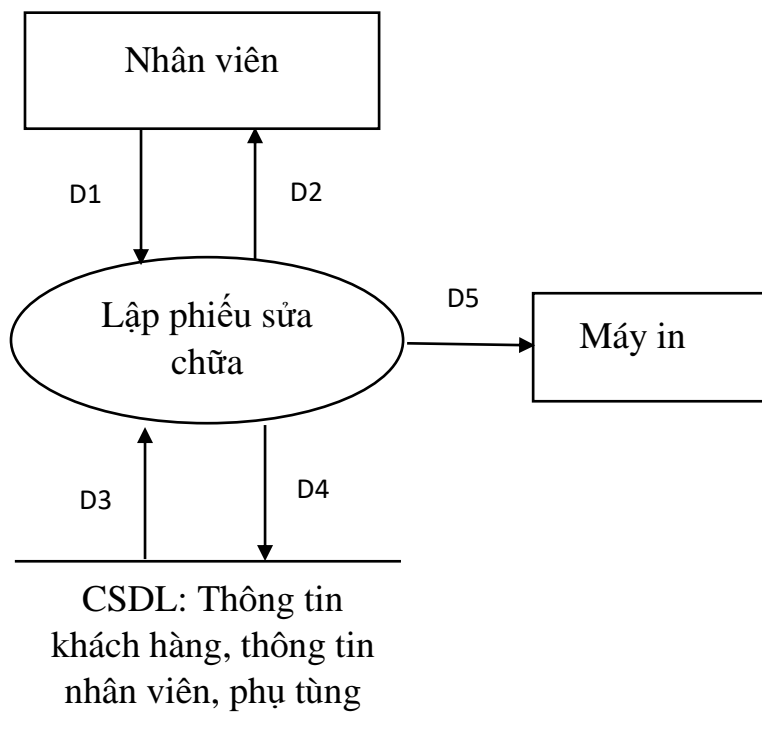 Nhân viên
D1
D2
Lập phiếu sửa
chữa
D5
Máy in
D3
D4
CSDL: Thông tin
khách hàng, thông tin
nhân viên, phụ tùng